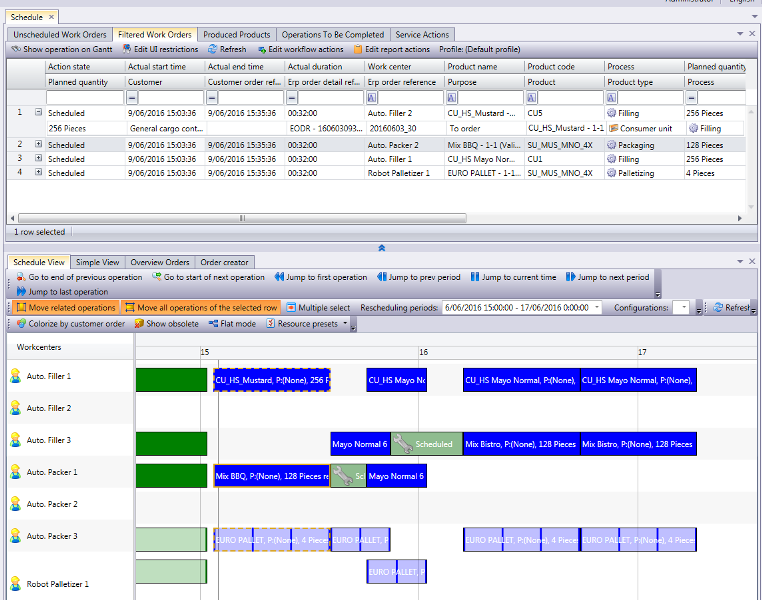 Administrator English
Schedule ×
Unscheduled Work Orders Filtered Work Orders Produced Products Operations To Be Completed Service Actions
Show operation on Gantt Edit UI restrictions Refresh Edit workflow actions Edit report actions Profile: (Default profile)
Action state Actual start time Actual end time Actual duration Work center Product name Product code Process Planned quantity
Planned quantity Customer Customer order ref... Erp order detail ref... Erp order reference Purpose Product Product type Process
1 Scheduled 9/06/2016 15:03:36 9/06/2016 15:35:36 00:32:00 Auto. Filler 2 CU_HS_Mustard -... CU5 Filling 256 Pieces
256 Pieces General cargo cont... EODR - 160603093... 20160603_30 To order CU_HS_Mustard - 1-1 Consumer unit Filling
2 Scheduled 9/06/2016 15:03:36 9/06/2016 15:35:36 00:32:00 Auto. Packer 2 Mix BBQ - 1-1 (Vali... SU_MUS_MNO_4X Packaging 128 Pieces
3 Scheduled 9/06/2016 15:03:36 9/06/2016 15:35:36 00:32:00 Auto. Filler 1 CU_HS Mayo Nor... CU1 Filling 256 Pieces
4 Scheduled 9/06/2016 15:03:36 9/06/2016 15:35:36 00:32:00 Robot Palletizer 1 EURO PALLET - 1-1... SU_MUS_MNO_4X Palletizing 4 Pieces
1 row selected
Schedule View Simple View Overview Orders Order creator
Go to end of previous operation Go to start of next operation Jump to first operation Jump to prev period Jump to current time Jump to next period
Jump to last operation
Move related operations Move all operations of the selected row Multiple select Rescheduling periods: 6/06/2016 15:00:00 - 17/06/2016 0:00:00 Configurations: Refresh
Colorize by customer order Show obsolete Flat mode Resource presets
Workcenters 15 16 17
Auto. Filler 1 CU_HS_Mustard, P:(None), 256 P CU_HS Mayo No CU_HS Mayo Normal, P:(None), CU_HS Mayo Normal, P:(None),
Auto. Filler 2
Auto. Filler 3 Mayo Normal 6 Scheduled Mix Bistro, P:(None), 128 Pieces Mix Bistro, P:(None), 128 Pieces
Auto. Packer 1 Mix BBQ, P:(None), 128 Pieces re Sc Mayo Normal 6
Auto. Packer 2
Auto. Packer 3 EURO PALLET, P:(None), 4 Piece EURO PALLET, P EURO PALLET, P:(None), 4 Piece EURO PALLET, P:(None), 4 Piece
Robot Palletizer 1 EURO PALLET, P